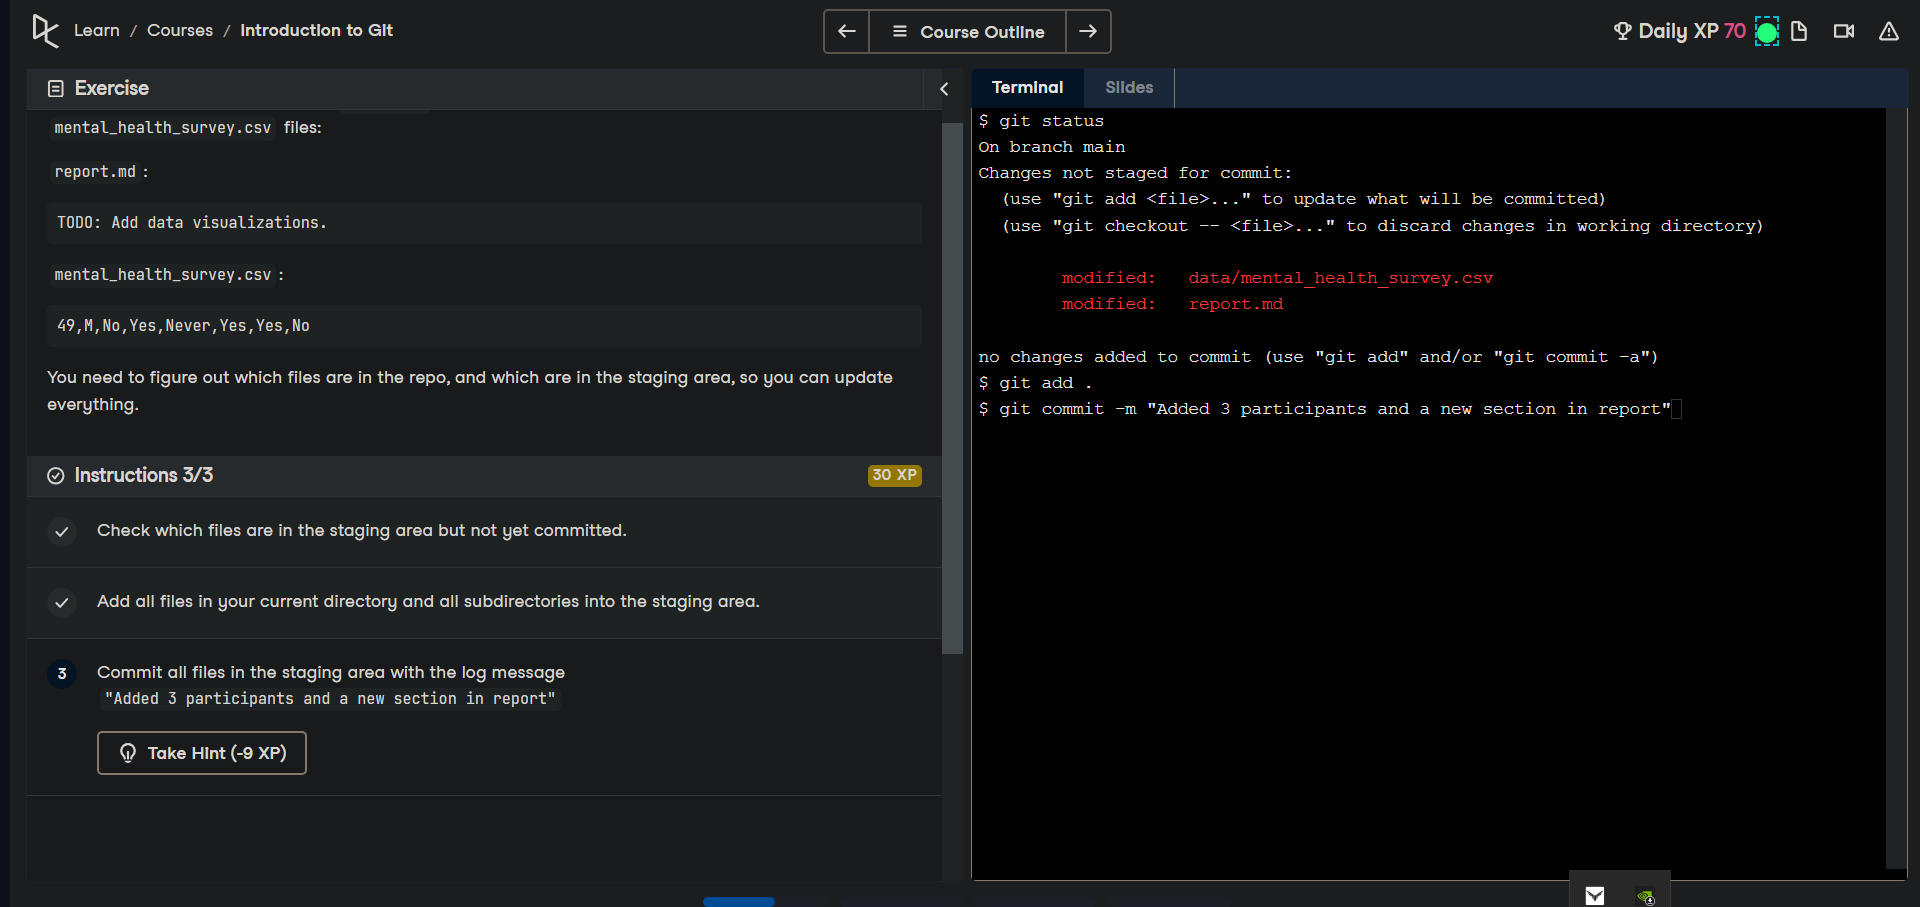 Learn / Courses / Introduction to Git
Course Outline
Daily XP 70
Exercise
mental_health_survey.csv files:
report.md :
TODO: Add data visualizations.
mental_health_survey.csv :
49,M,No,Yes,Never,Yes,Yes,No
You need to figure out which files are in the repo, and which are in the staging area, so you can update
everything.
Instructions 3/3
30 XP
Check which files are in the staging area but not yet committed.
Add all files in your current directory and all subdirectories into the staging area.
3
Commit all files in the staging area with the log message
"Added 3 participants and a new section in report"
Take Hint (-9 XP)
Terminal
Slides
$ git status
On branch main
Changes not staged for commit:
(use "git add <file>..." to update what will be committed)
(use "git checkout -- <file>..." to discard changes in working directory)
modified: data/mental_health_survey.csv
modified: report.md
no changes added to commit (use "git add" and/or "git commit -a")
$ git add .
$ git commit -m "Added 3 participants and a new section in report"